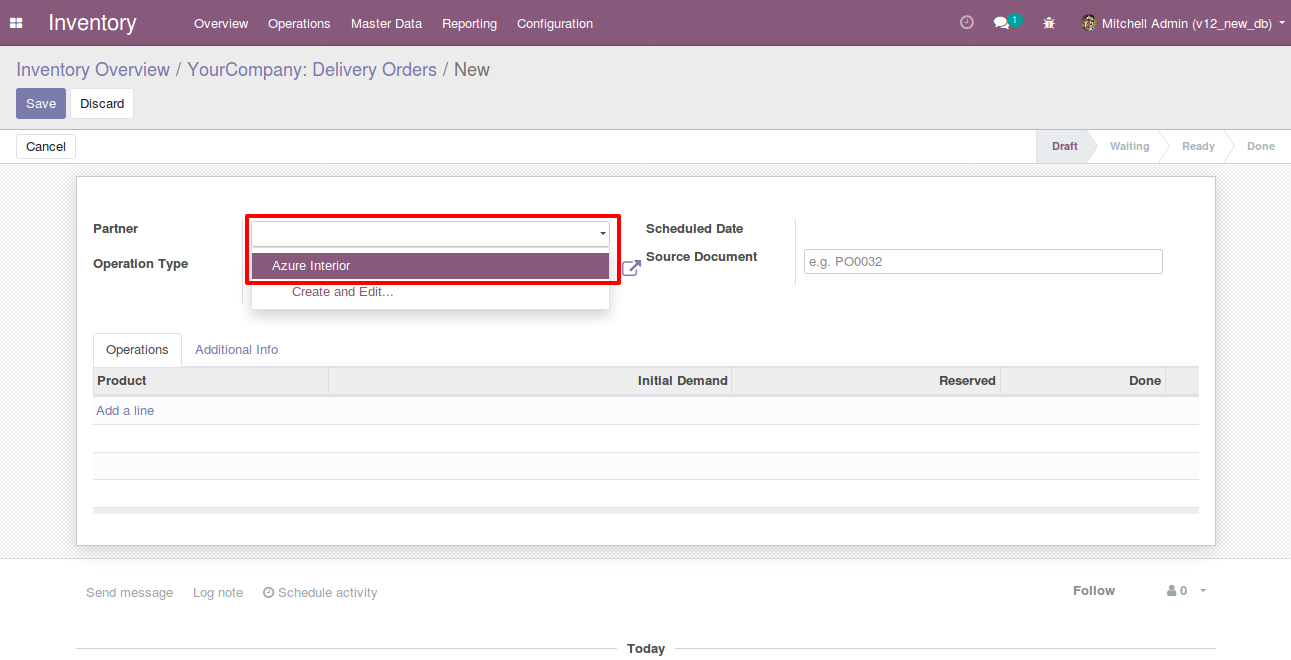 Inventory Overview Operations Master Data Reporting Configuration 1 Mitchell Admin (v12_new_db)
Inventory Overview / YourCompany: Delivery Orders / New
Save Discard
Cancel Draft Waiting Ready Done
Partner Scheduled Date
Operation Type Azure Interior Source Document e.g. PO0032
Create and Edit...
Operations Additional Info
Product Initial Demand Reserved Done
Add a line
Send message Log note Schedule activity Follow 0
Today